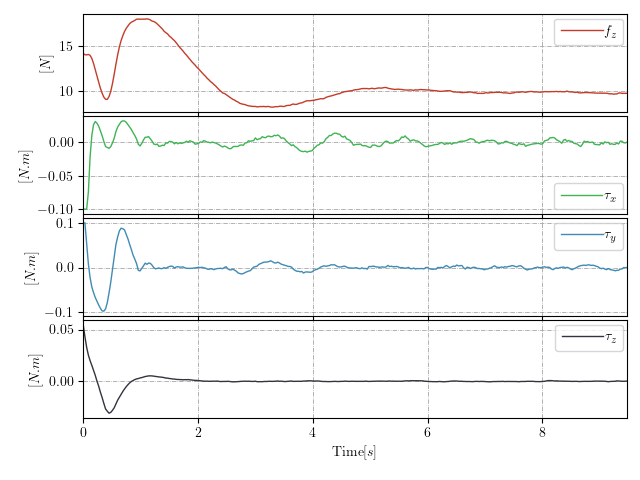 15
10
[N]
f_z
0.00
−0.05
−0.10
[N.m]
τ_x
0.1
0.0
−0.1
[N.m]
τ_y
0.05
0.00
[N.m]
τ_z
0 2 4 6 8
Time[s]